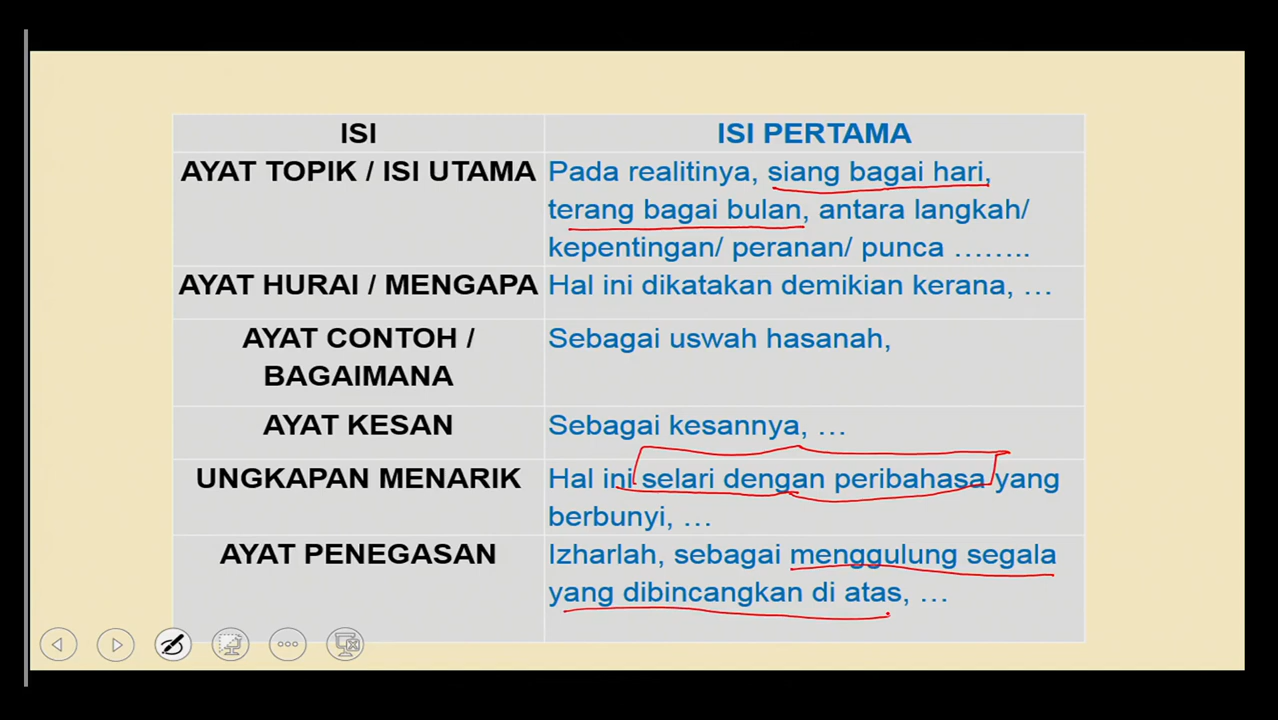 ISI
ISI PERTAMA
AYAT TOPIK / ISI UTAMA
Pada realitinya, siang bagai hari,
terang bagai bulan, antara langkah/
kepentingan/ peranan/ punca ……..
AYAT HURAI / MENGAPA
Hal ini dikatakan demikian kerana, …
AYAT CONTOH /
BAGAIMANA
Sebagai uswah hasanah,
AYAT KESAN
Sebagai kesannya, …
UNGKAPAN MENARIK
Hal ini selari dengan peribahasa yang
berbunyi, …
AYAT PENEGASAN
Izharlah, sebagai menggulung segala
yang dibincangkan di atas, …